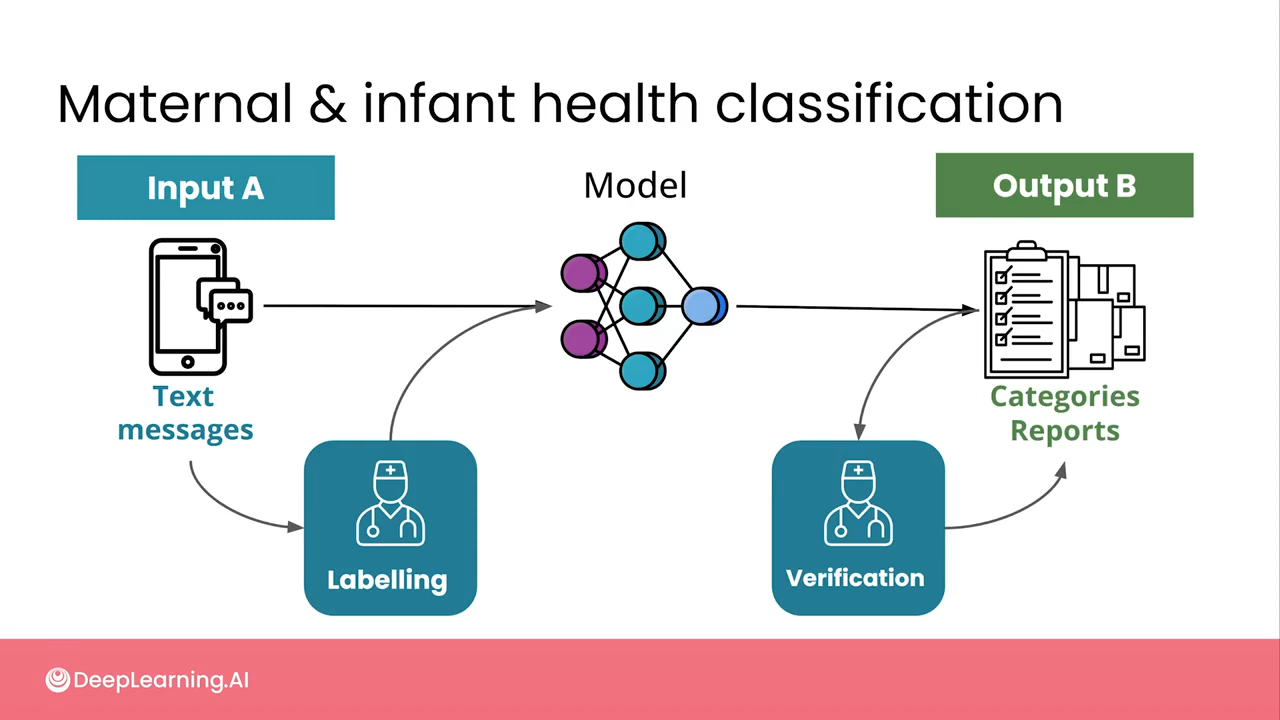 Maternal & infant health classification
Input A
Model
Output B
Text
messages
Categories
Reports
Labelling
Verification
DeepLearning.AI